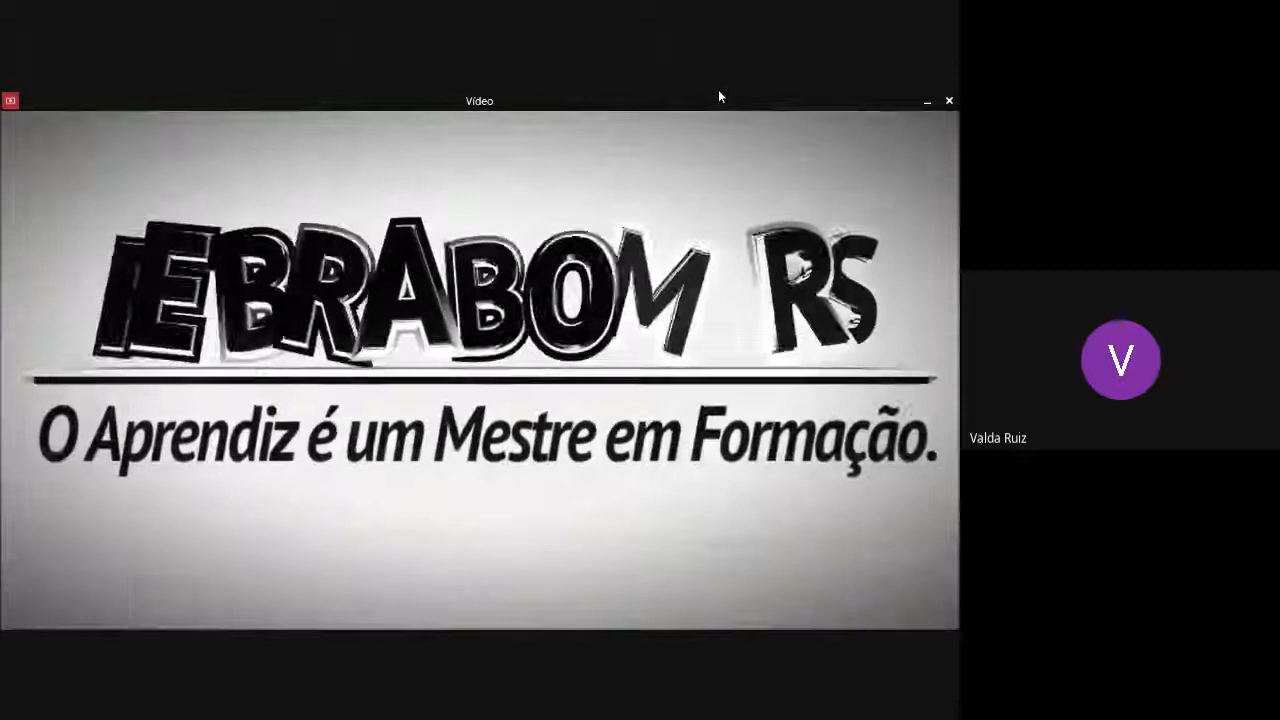 Vídeo
IEBRABOM RS
O Aprendiz é um Mestre em Formação.
V
Valda Ruiz